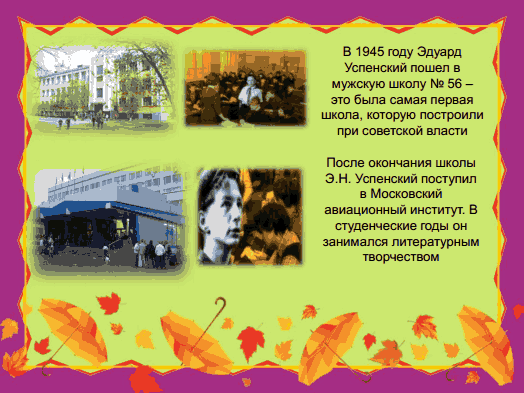 В 1945 году Эдуард
Успенский пошел в
мужскую школу № 56 –
это была самая первая
школа, которую построили
при советской власти
После окончания школы
Э.Н. Успенский поступил
в Московский
авиационный институт. В
студенческие годы он
занимался литературным
творчеством